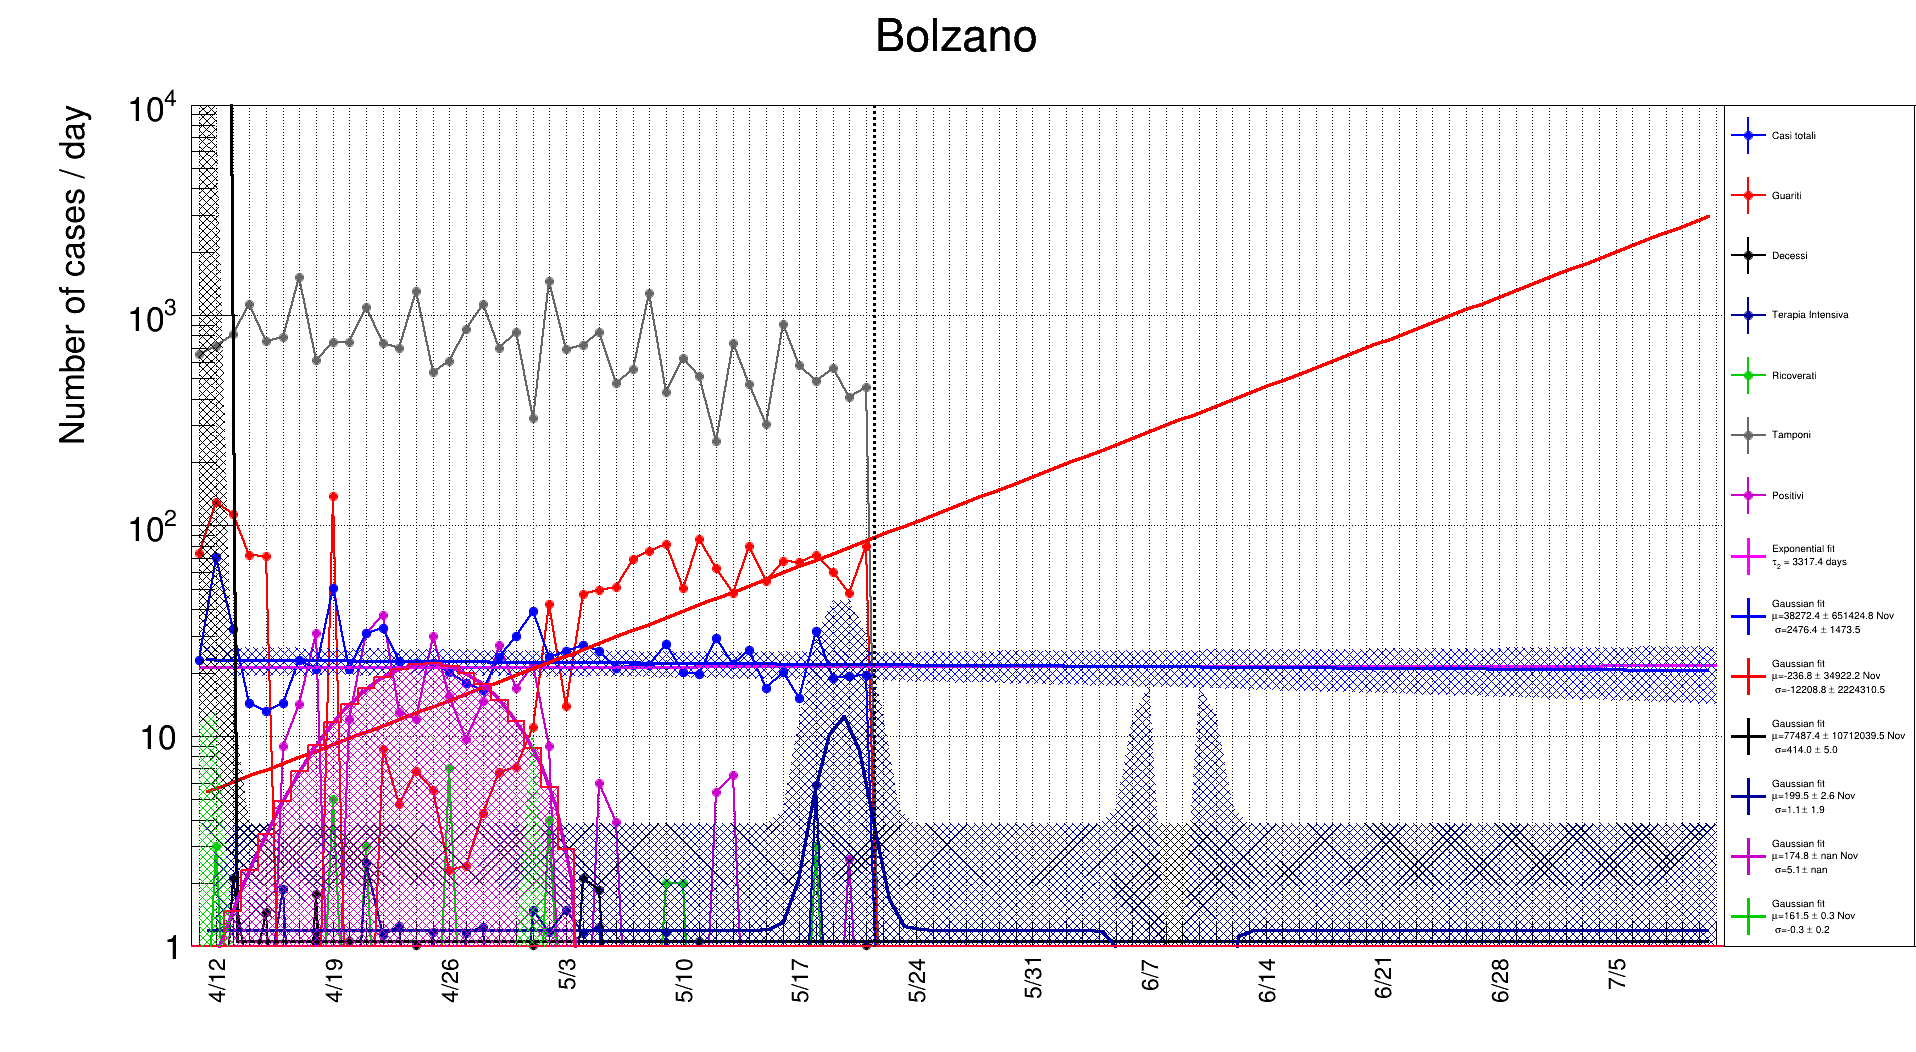 Bolzano
Number of cases / day
10^4
10^3
10^2
10
1
4/12
4/19
4/26
5/3
5/10
5/17
5/24
5/31
6/7
6/14
6/21
6/28
7/5
Casi totali
Guariti
Decessi
Terapia Intensiva
Ricoverati
Tamponi
Positivi
Exponential fit
τ2 = 3317.4 days
Gaussian fit
μ=38272.4 ± 651424.8 Nov
σ=2476.4 ± 1473.5
Gaussian fit
μ=-236.8 ± 34922.2 Nov
σ=-12208.8 ± 2224310.5
Gaussian fit
μ=77487.4 ± 10712039.5 Nov
σ=414.0 ± 5.0
Gaussian fit
μ=199.5 ± 2.6 Nov
σ=1.1 ± 1.9
Gaussian fit
μ=174.8 ± nan Nov
σ=5.1 ± nan
Gaussian fit
μ=161.5 ± 0.3 Nov
σ=-0.3 ± 0.2